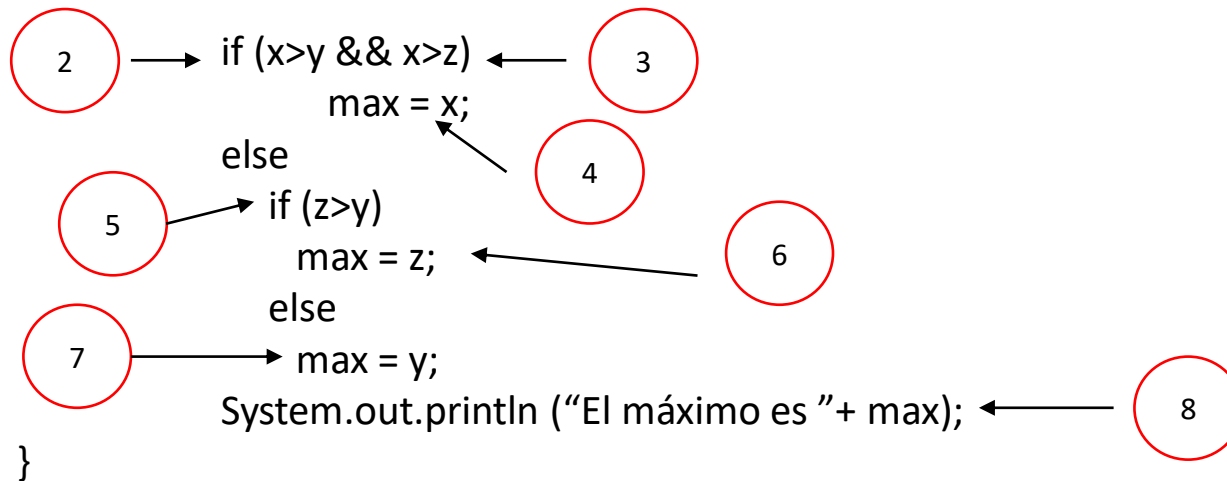 2 if (x>y && x>z) 3
max = x;
else 4
5 if (z>y)
max = z; 6
else
7 max = y;
System.out.println (“El máximo es ”+ max); 8
}